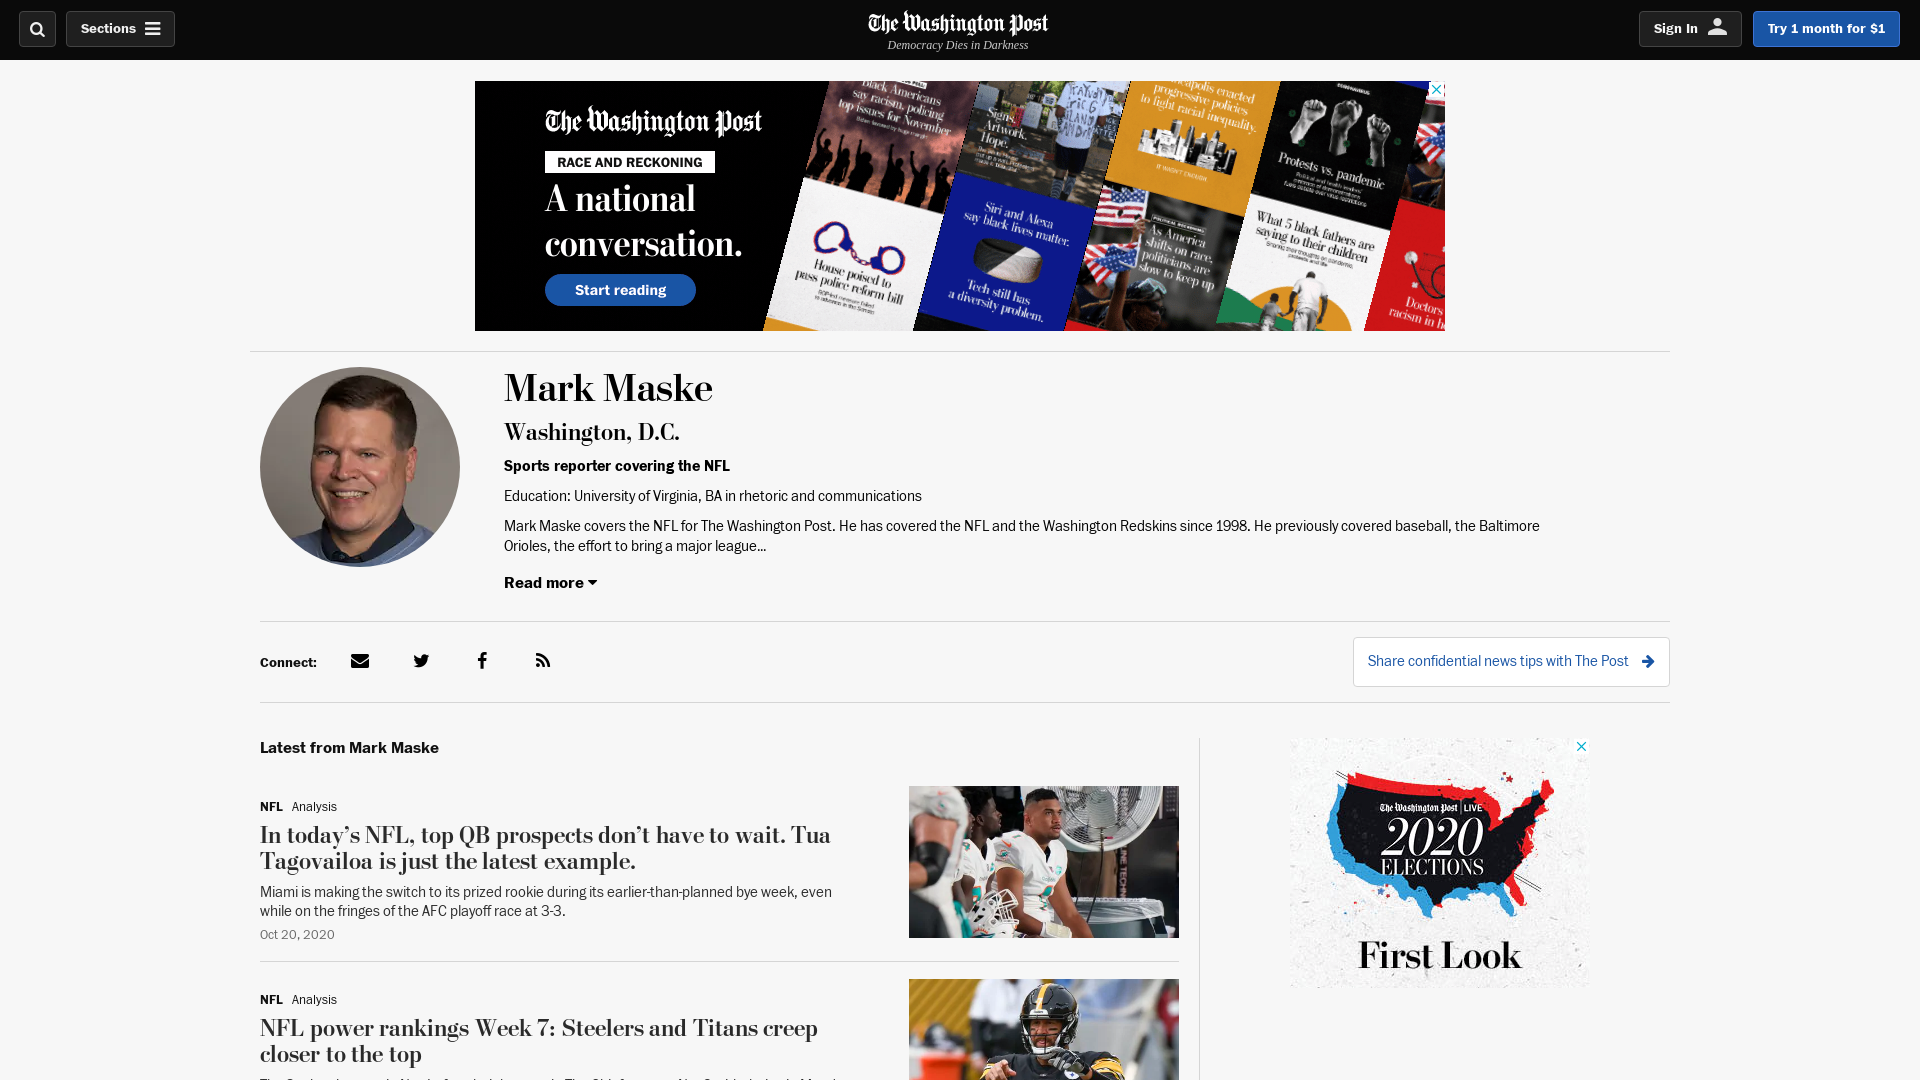 Sections
The Washington Post
Democracy Dies in Darkness
Sign In
Try 1 month for $1
The Washington Post
RACE AND RECKONING
A national
conversation.
Start reading
black Americans
say racism, policing
top issues for November
Signs.
Artwork.
Hope.
progressive policies
to fight racial inequality.
IT WASN'T ENOUGH.
CORONAVIRUS
Protests vs. pandemic
House poised to
pass police reform bill
Siri and Alexa
say black lives matter.
Tech still has
a diversity problem.
POLITICAL RECKONING
As America
shifts on race,
politicians are
slow to keep up
What 5 black fathers are
saying to their children
Doctors
racism in
Mark Maske
Washington, D.C.
Sports reporter covering the NFL
Education: University of Virginia, BA in rhetoric and communications
Mark Maske covers the NFL for The Washington Post. He has covered the NFL and the Washington Redskins since 1998. He previously covered baseball, the Baltimore
Orioles, the effort to bring a major league...
Read more
Connect:
Share confidential news tips with The Post
Latest from Mark Maske
NFL Analysis
In today’s NFL, top QB prospects don’t have to wait. Tua
Tagovailoa is just the latest example.
Miami is making the switch to its prized rookie during its earlier-than-planned bye week, even
while on the fringes of the AFC playoff race at 3-3.
Oct 20, 2020
The Washington Post LIVE
2020
ELECTIONS
First Look
NFL Analysis
NFL power rankings Week 7: Steelers and Titans creep
closer to the top